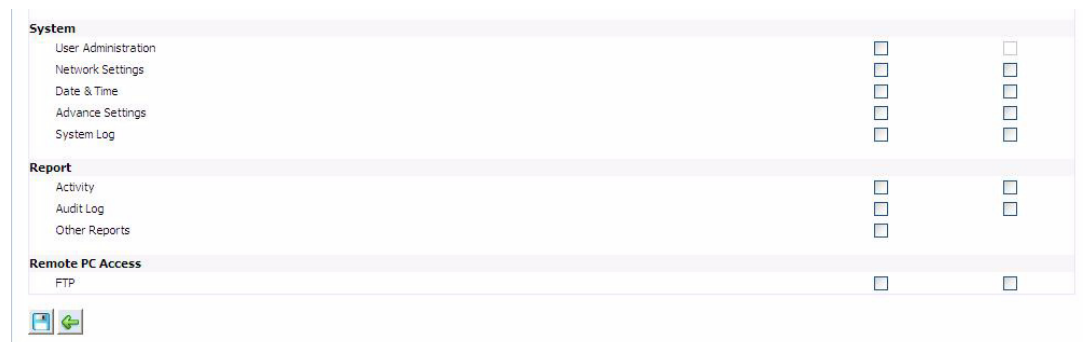 System
User Administration
Network Settings
Date & Time
Advance Settings
System Log
Report
Activity
Audit Log
Other Reports
Remote PC Access
FTP